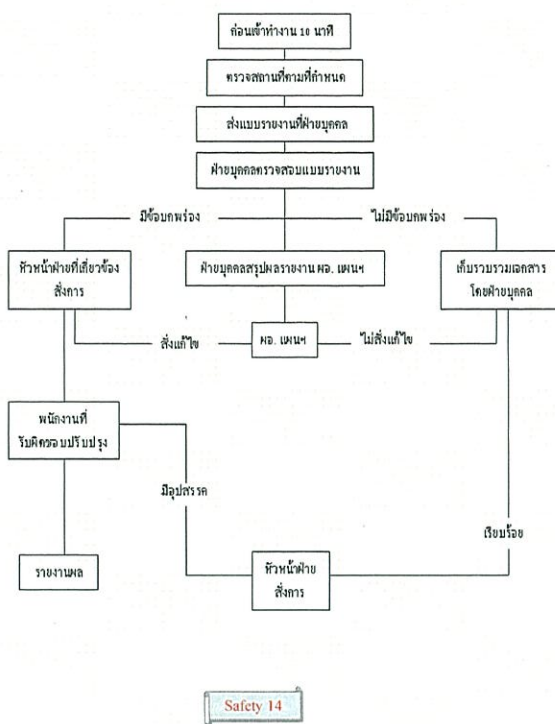 ก่อนเข้าทำงาน 10 นาที
ตรวจสถานที่ตามที่กำหนด
ส่งแบบรายงานที่ฝ่ายบุคคล
ฝ่ายบุคคลตรวจสอบแบบรายงาน
มีข้อบกพร่อง
ไม่มีข้อบกพร่อง
หัวหน้าฝ่ายที่เกี่ยวข้อง
สั่งการ
ฝ่ายบุคคลสรุปผลรายงาน ผอ. แผนฯ
เก็บรวบรวมเอกสาร
โดยฝ่ายบุคคล
สั่งแก้ไข
ผอ. แผนฯ
ไม่สั่งแก้ไข
พนักงานที่
รับผิดชอบปรับปรุง
มีอุปสรรค
เรียบร้อย
รายงานผล
หัวหน้าฝ่าย
สั่งการ
Safety 14